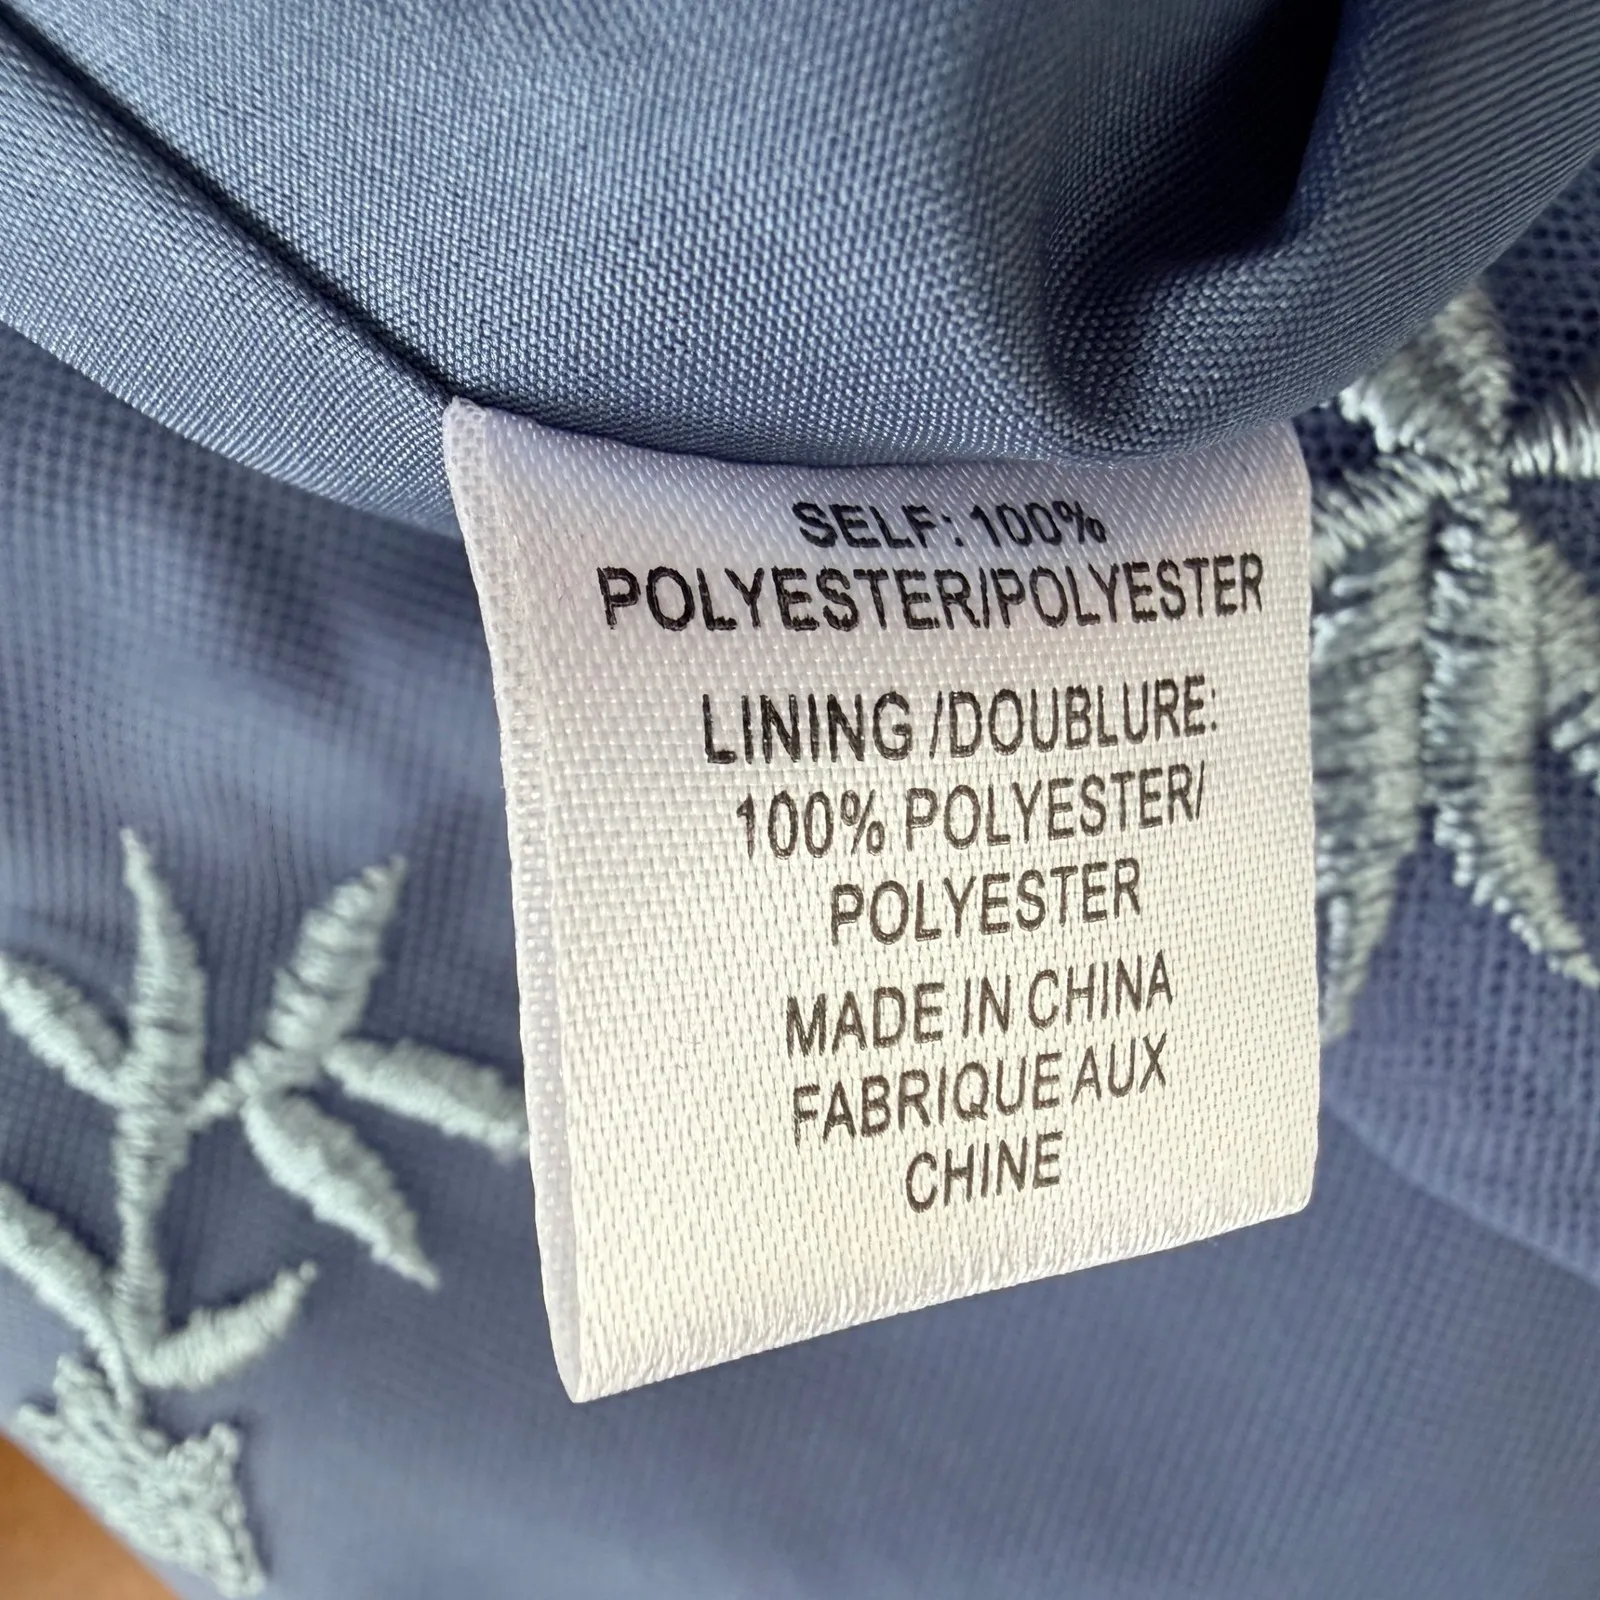 SELF: 100%
POLYESTER/POLYESTER
LINING /DOUBLURE:
100% POLYESTER/
POLYESTER
MADE IN CHINA
FABRIQUE AUX
CHINE